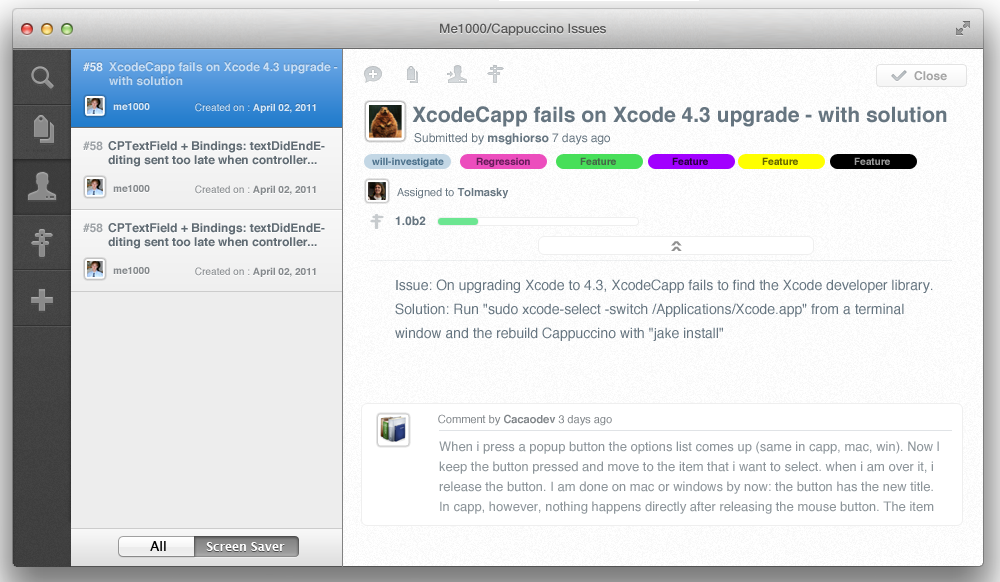 Me1000/Cappuccino Issues
#58 XcodeCapp fails on Xcode 4.3 upgrade -
with solution
me1000 Created on : April 02, 2011
#58 CPTextField + Bindings: textDidEndE-
diting sent too late when controller...
me1000 Created on : April 02, 2011
#58 CPTextField + Bindings: textDidEndE-
diting sent too late when controller...
me1000 Created on : April 02, 2011
All Screen Saver
Close
XcodeCapp fails on Xcode 4.3 upgrade - with solution
Submitted by msghiorso 7 days ago
will-investigate Regression Feature Feature Feature Feature
Assigned to Tolmasky
1.0b2
Issue: On upgrading Xcode to 4.3, XcodeCapp fails to find the Xcode developer library.
Solution: Run "sudo xcode-select -switch /Applications/Xcode.app" from a terminal
window and the rebuild Cappuccino with "jake install"
Comment by Cacaodev 3 days ago
When i press a popup button the options list comes up (same in capp, mac, win). Now I
keep the button pressed and move to the item that i want to select. when i am over it, i
release the button. I am done on mac or windows by now: the button has the new title.
In capp, however, nothing happens directly after releasing the mouse button. The item